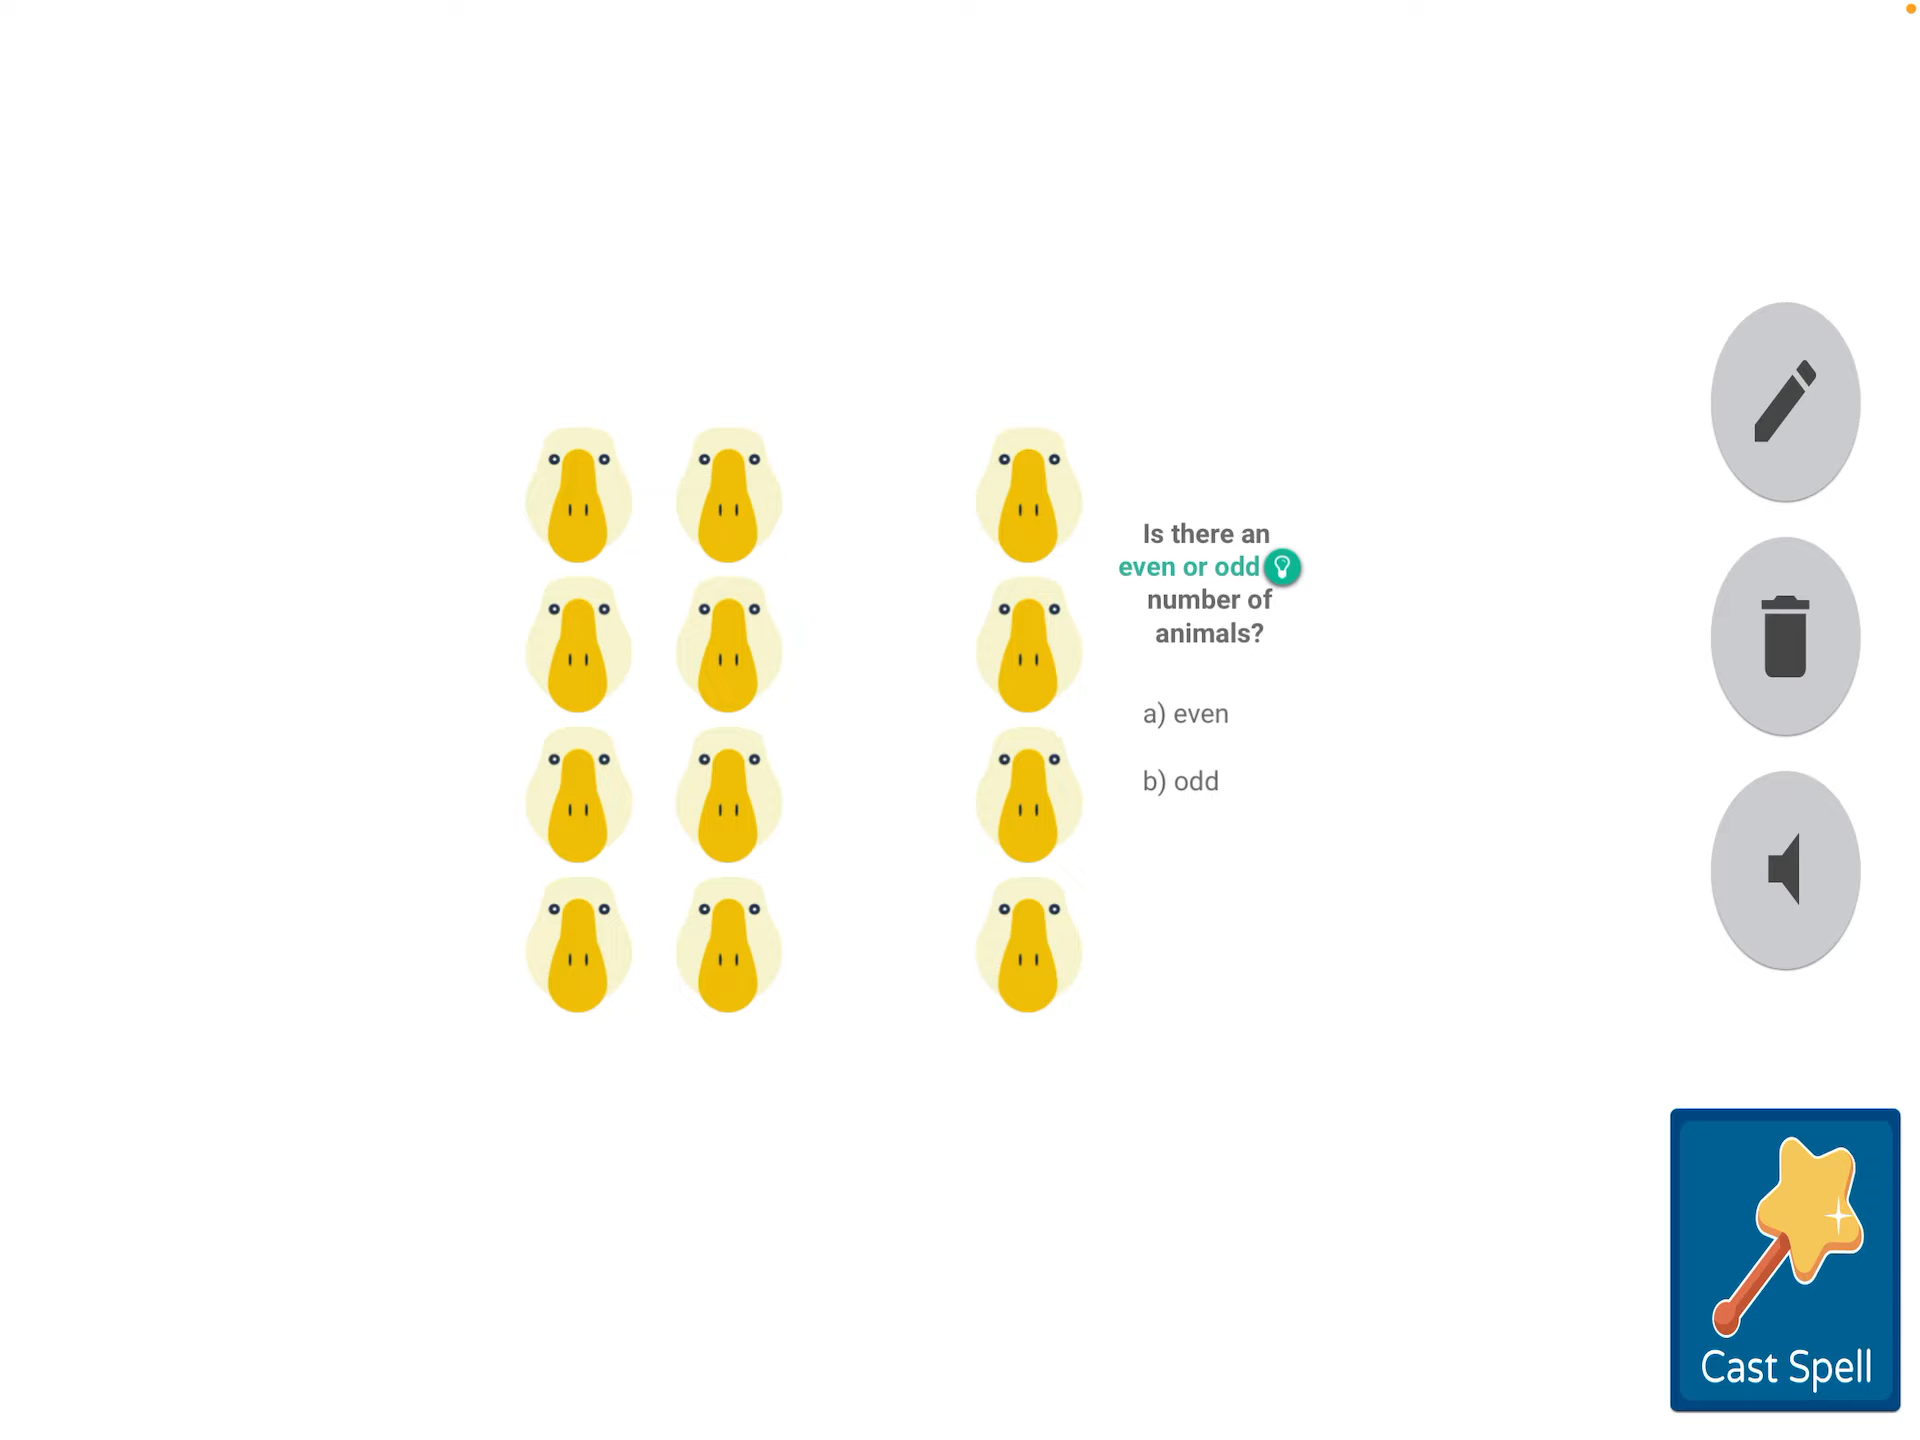 Is there an
even or odd
number of
animals?
a) even
b) odd
Cast Spell